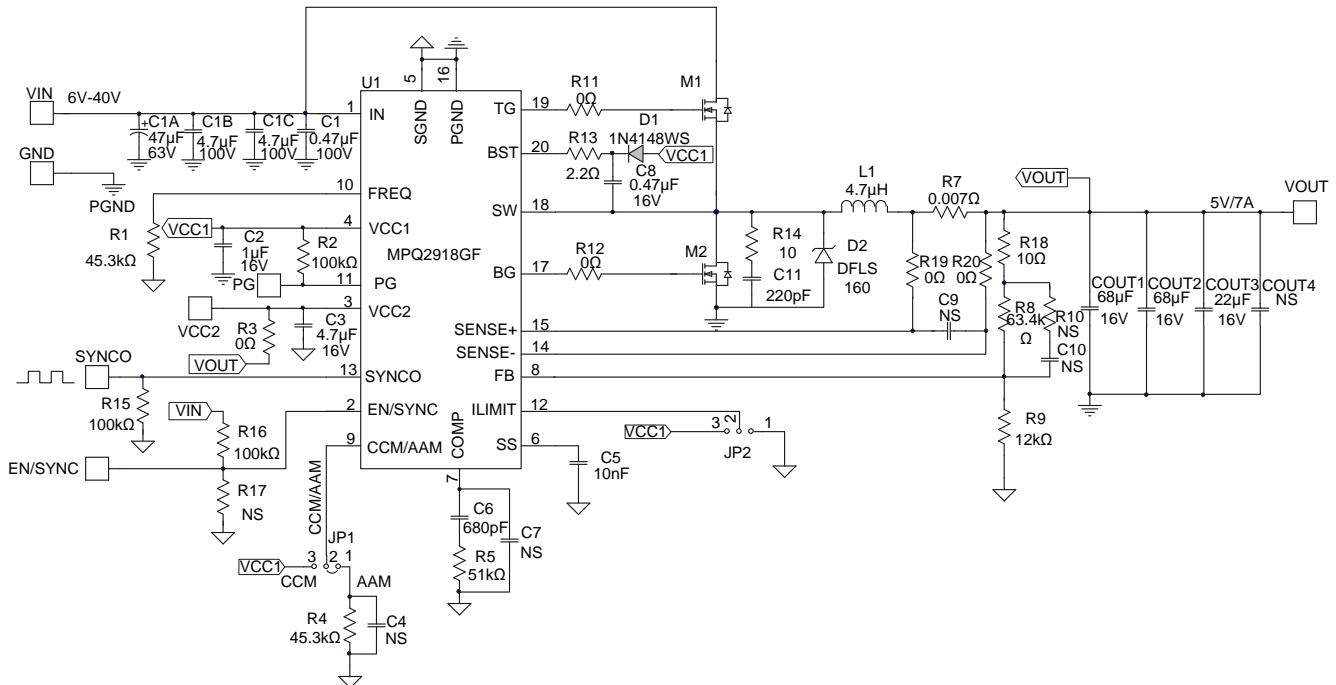 U1
MPQ2918GF
5
SGND
16
PGND
VIN
6V-40V
C1A
+
47µF
63V
C1B
4.7µF
100V
C1C
4.7µF
100V
C1
0.47µF
100V
1
IN
GND
PGND
10
FREQ
R1
45.3kΩ
VCC1
4
VCC1
C2
1µF
16V
R2
100kΩ
PG
11
PG
VCC2
3
VCC2
R3
0Ω
VOUT
C3
4.7µF
16V
SYNCO
13
SYNCO
R15
100kΩ
VIN
2
EN/SYNC
R16
100kΩ
EN/SYNC
R17
NS
9
CCM/AAM
CCM/AAM
JP1
VCC1
3
2
1
CCM
AAM
R4
45.3kΩ
C4
NS
COMP
7
C6
680pF
R5
51kΩ
C7
NS
TG
19
R11
0Ω
M1
BST
20
R13
2.2Ω
D1
1N4148WS
VCC1
C8
0.47µF
16V
SW
18
BG
17
R12
0Ω
M2
R14
10
C11
220pF
D2
DFLS
160
L1
4.7µH
R7
0.007Ω
R19
0Ω
R20
0Ω
C9
NS
SENSE+
15
SENSE-
14
FB
8
ILIMIT
12
VCC1
3
2
1
JP2
SS
6
C5
10nF
VOUT
5V/7A
VOUT
R18
10Ω
R8
63.4k
Ω
R10
NS
C10
NS
R9
12kΩ
COUT1
68µF
16V
COUT2
68µF
16V
COUT3
22µF
16V
COUT4
NS